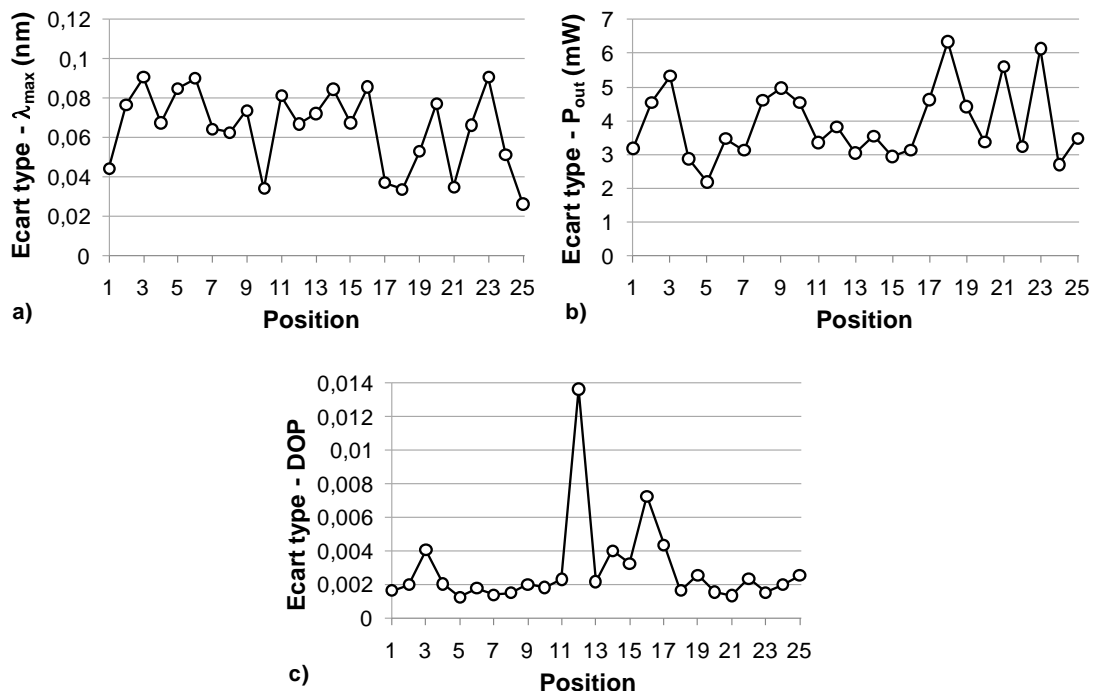 Ecart type - λmax (nm)
0,12
0,1
0,08
0,06
0,04
0,02
0
1 3 5 7 9 11 13 15 17 19 21 23 25
a)
Position
Ecart type - Pout (mW)
7
6
5
4
3
2
1
0
1 3 5 7 9 11 13 15 17 19 21 23 25
b)
Position
Ecart type - DOP
0,014
0,012
0,01
0,008
0,006
0,004
0,002
0
1 3 5 7 9 11 13 15 17 19 21 23 25
c)
Position